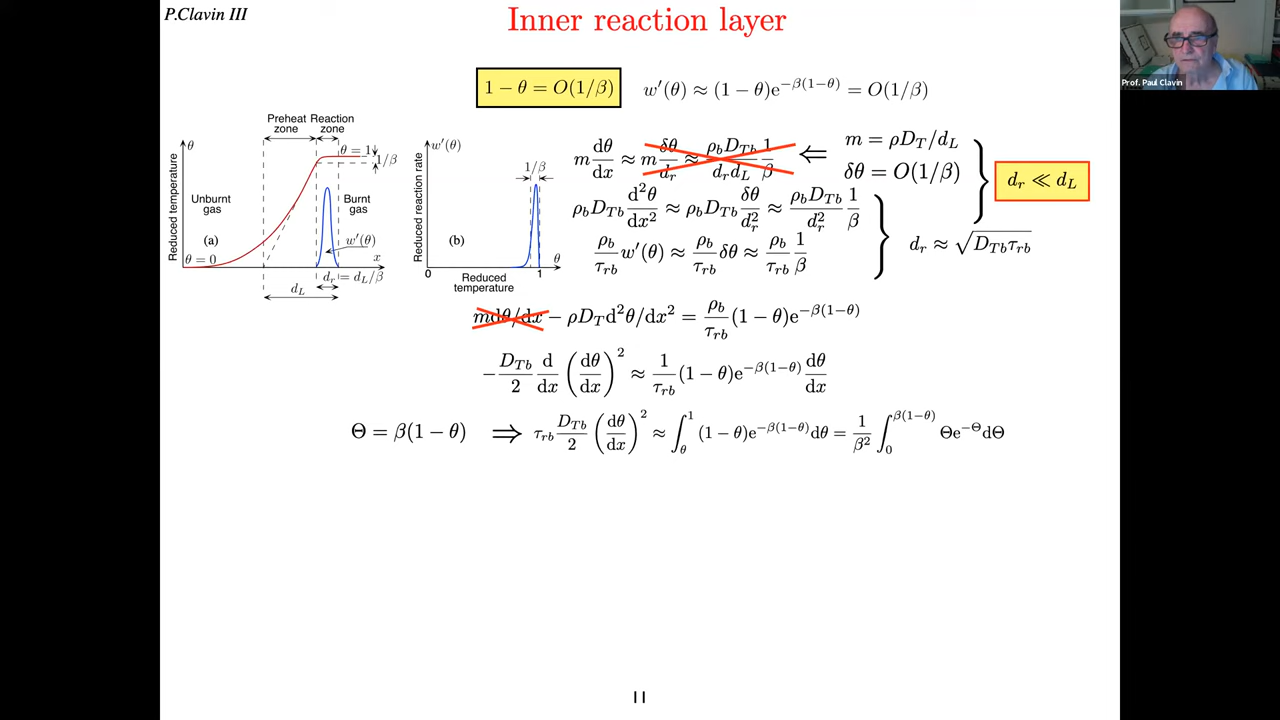 P.Clavin III
Inner reaction layer
Prof. Paul Clavin
1 − θ = O(1/β)
w′(θ) ≈ (1 − θ)e^{−β(1−θ)} = O(1/β)
Preheat zone
Reaction zone
θ
θ = 1
1/β
Reduced temperature
Unburnt gas
Burnt gas
(a)
w′(θ)
θ = 0
x
d_r = d_L/β
d_L
w′(θ)
1/β
Reduced reaction rate
(b)
θ
0
1
Reduced temperature
m dθ/dx ≈ m δθ/d_r ≈ ρ_b D_{Tb}/(d_r d_L) 1/β ⇐ m = ρD_T/d_L
δθ = O(1/β)
d_r ≪ d_L
ρ_b D_{Tb} d²θ/dx² ≈ ρ_b D_{Tb} δθ/d_r² ≈ ρ_b D_{Tb}/d_r² 1/β
ρ_b/τ_{rb} w′(θ) ≈ ρ_b/τ_{rb} δθ ≈ ρ_b/τ_{rb} 1/β
d_r ≈ √(D_{Tb}τ_{rb})
mdθ/dx − ρD_T d²θ/dx² = ρ_b/τ_{rb} (1 − θ)e^{−β(1−θ)}
− D_{Tb}/2 d/dx (dθ/dx)² ≈ 1/τ_{rb} (1 − θ)e^{−β(1−θ)} dθ/dx
Θ = β(1 − θ) ⟹ τ_{rb} D_{Tb}/2 (dθ/dx)² ≈ ∫_θ^1 (1 − θ)e^{−β(1−θ)}dθ = 1/β² ∫_0^{β(1−θ)} Θe^{−Θ}dΘ
11